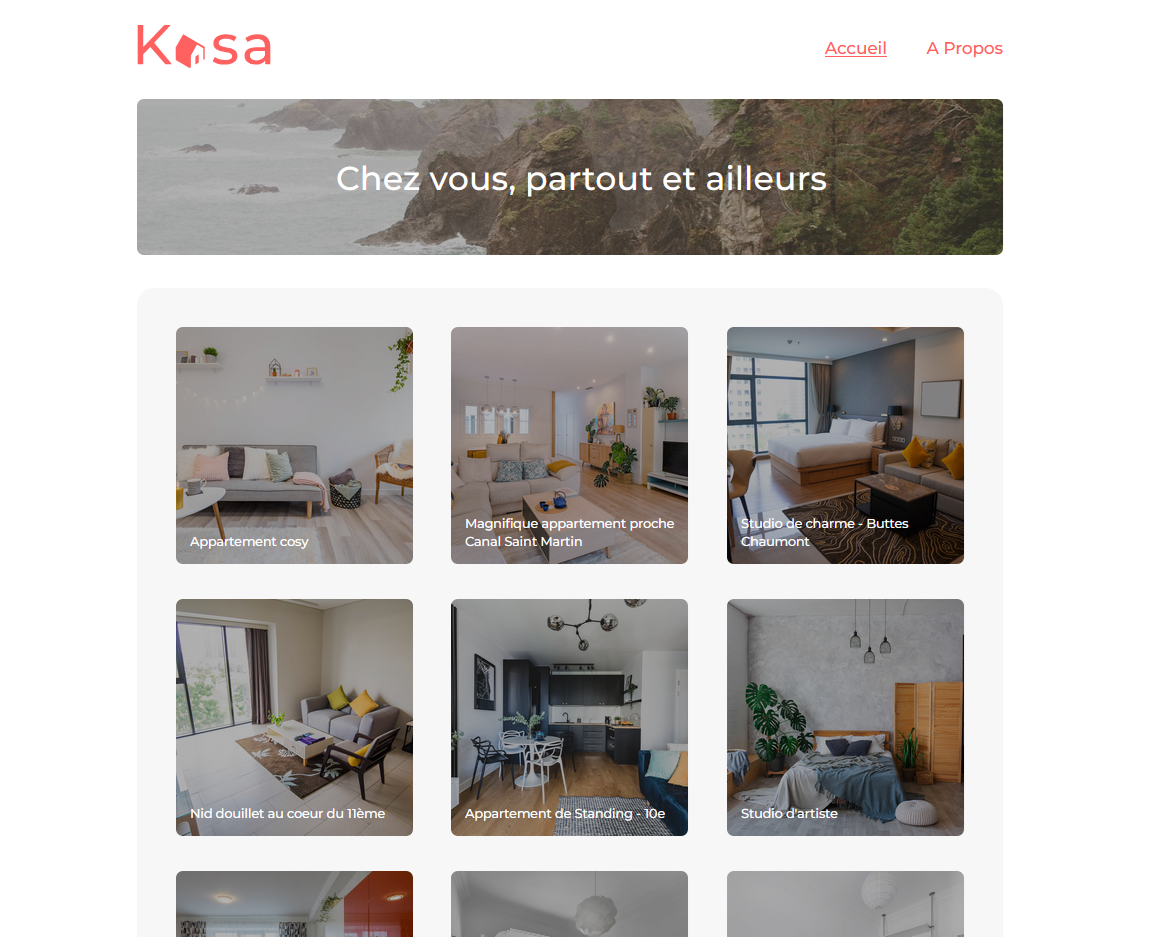 Kasa
Accueil
A Propos
Chez vous, partout et ailleurs
Appartement cosy
Magnifique appartement proche
Canal Saint Martin
Studio de charme - Buttes
Chaumont
Nid douillet au coeur du 11ème
Appartement de Standing - 10e
Studio d'artiste